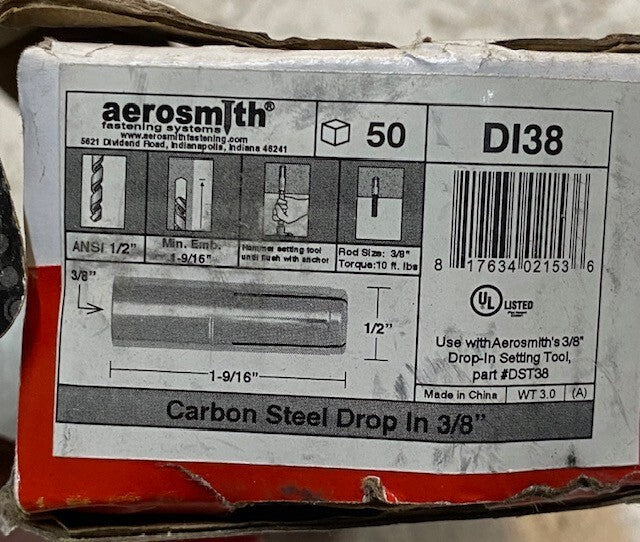 aerosmith®
fastening systems
www.aerosmithfastening.com
5621 Dividend Road, Indianapolis, Indiana 46241
50
DI38
ANSI 1/2"
Min. Emb.
1-9/16"
Hammer setting tool
until flush with anchor
Rod Size: 3/8"
Torque:10 ft. lbs
8 17634 02153 6
UL
LISTED
3/8"
1/2"
1-9/16"
Use withAerosmith's 3/8"
Drop-In Setting Tool,
part #DST38
Made in China
WT 3.0
(A)
Carbon Steel Drop In 3/8"